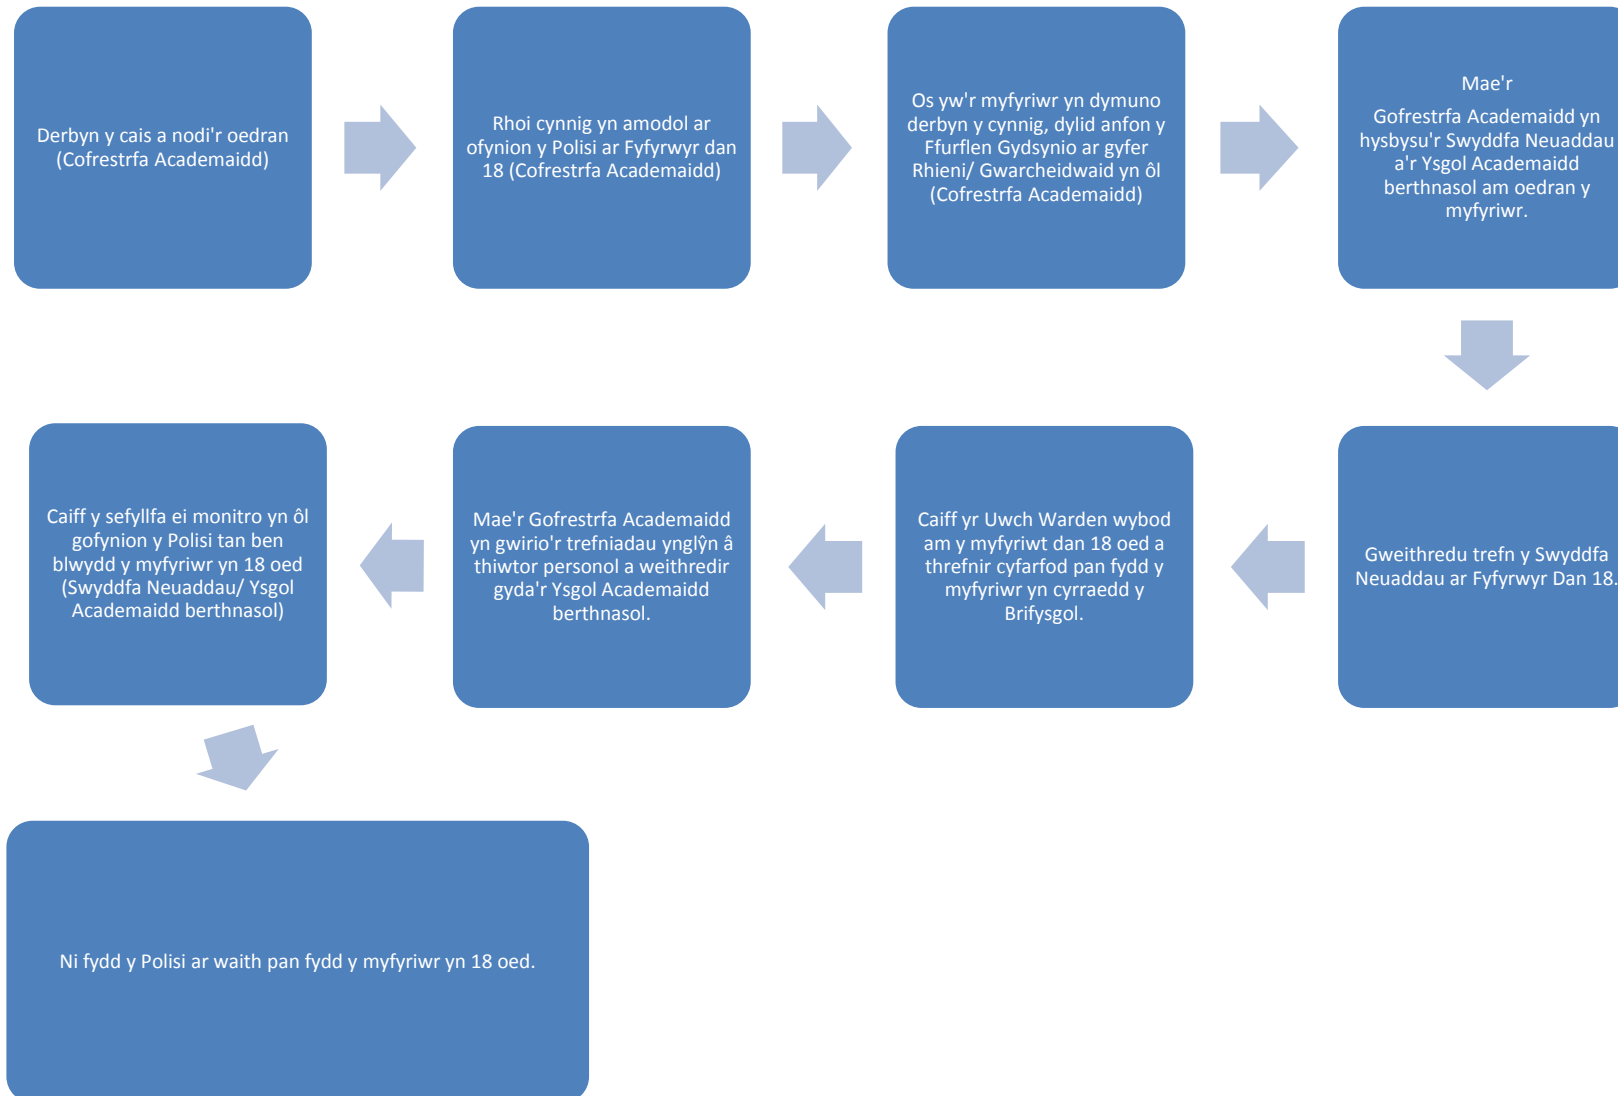 Derbyn y cais a nodi'r oedran
(Cofrestrfa Academaidd)
Rhoi cynnig yn amodol ar
ofynion y Polisi ar Fyfyrwyr dan
18 (Cofrestrfa Academaidd)
Os yw'r myfyriwr yn dymuno
derbyn y cynnig, dylid anfon y
Ffurflen Gydsynio ar gyfer
Rhieni/ Gwarcheidwaid yn ôl
(Cofrestrfa Academaidd)
Mae'r
Gofrestrfa Academaidd yn
hysbysu'r Swyddfa Neuaddau
a'r Ysgol Academaidd
berthnasol am oedran y
myfyriwr.
Gweithredu trefn y Swyddfa
Neuaddau ar Fyfyrwyr Dan 18.
Caiff yr Uwch Warden wybod
am y myfyriwt dan 18 oed a
threfnir cyfarfod pan fydd y
myfyriwr yn cyrraedd y
Brifysgol.
Mae'r Gofrestrfa Academaidd
yn gwirio'r trefniadau ynglŷn â
thiwtor personol a weithredir
gyda'r Ysgol Academaidd
berthnasol.
Caiff y sefyllfa ei monitro yn ôl
gofynion y Polisi tan ben
blwydd y myfyriwr yn 18 oed
(Swyddfa Neuaddau/ Ysgol
Academaidd berthnasol)
Ni fydd y Polisi ar waith pan fydd y myfyriwr yn 18 oed.